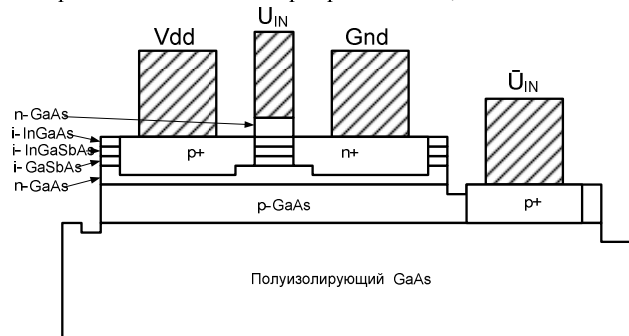 Vdd
U_IN
Gnd
Ū_IN
n-GaAs
i-InGaAs
i-InGaSbAs
i-GaSbAs
n-GaAs
p+
n+
p-GaAs
p+
Полуизолирующий GaAs